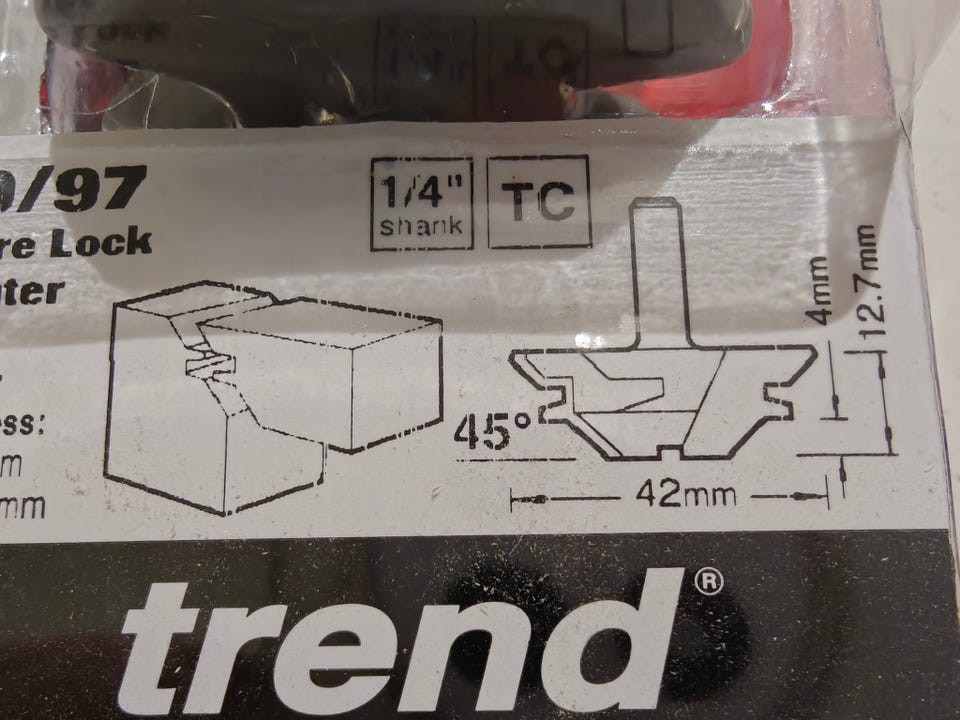 /97
1/4"
shank
TC
re Lock
ter
ess:
m
mm
45°
4mm
12.7mm
42mm
trend®